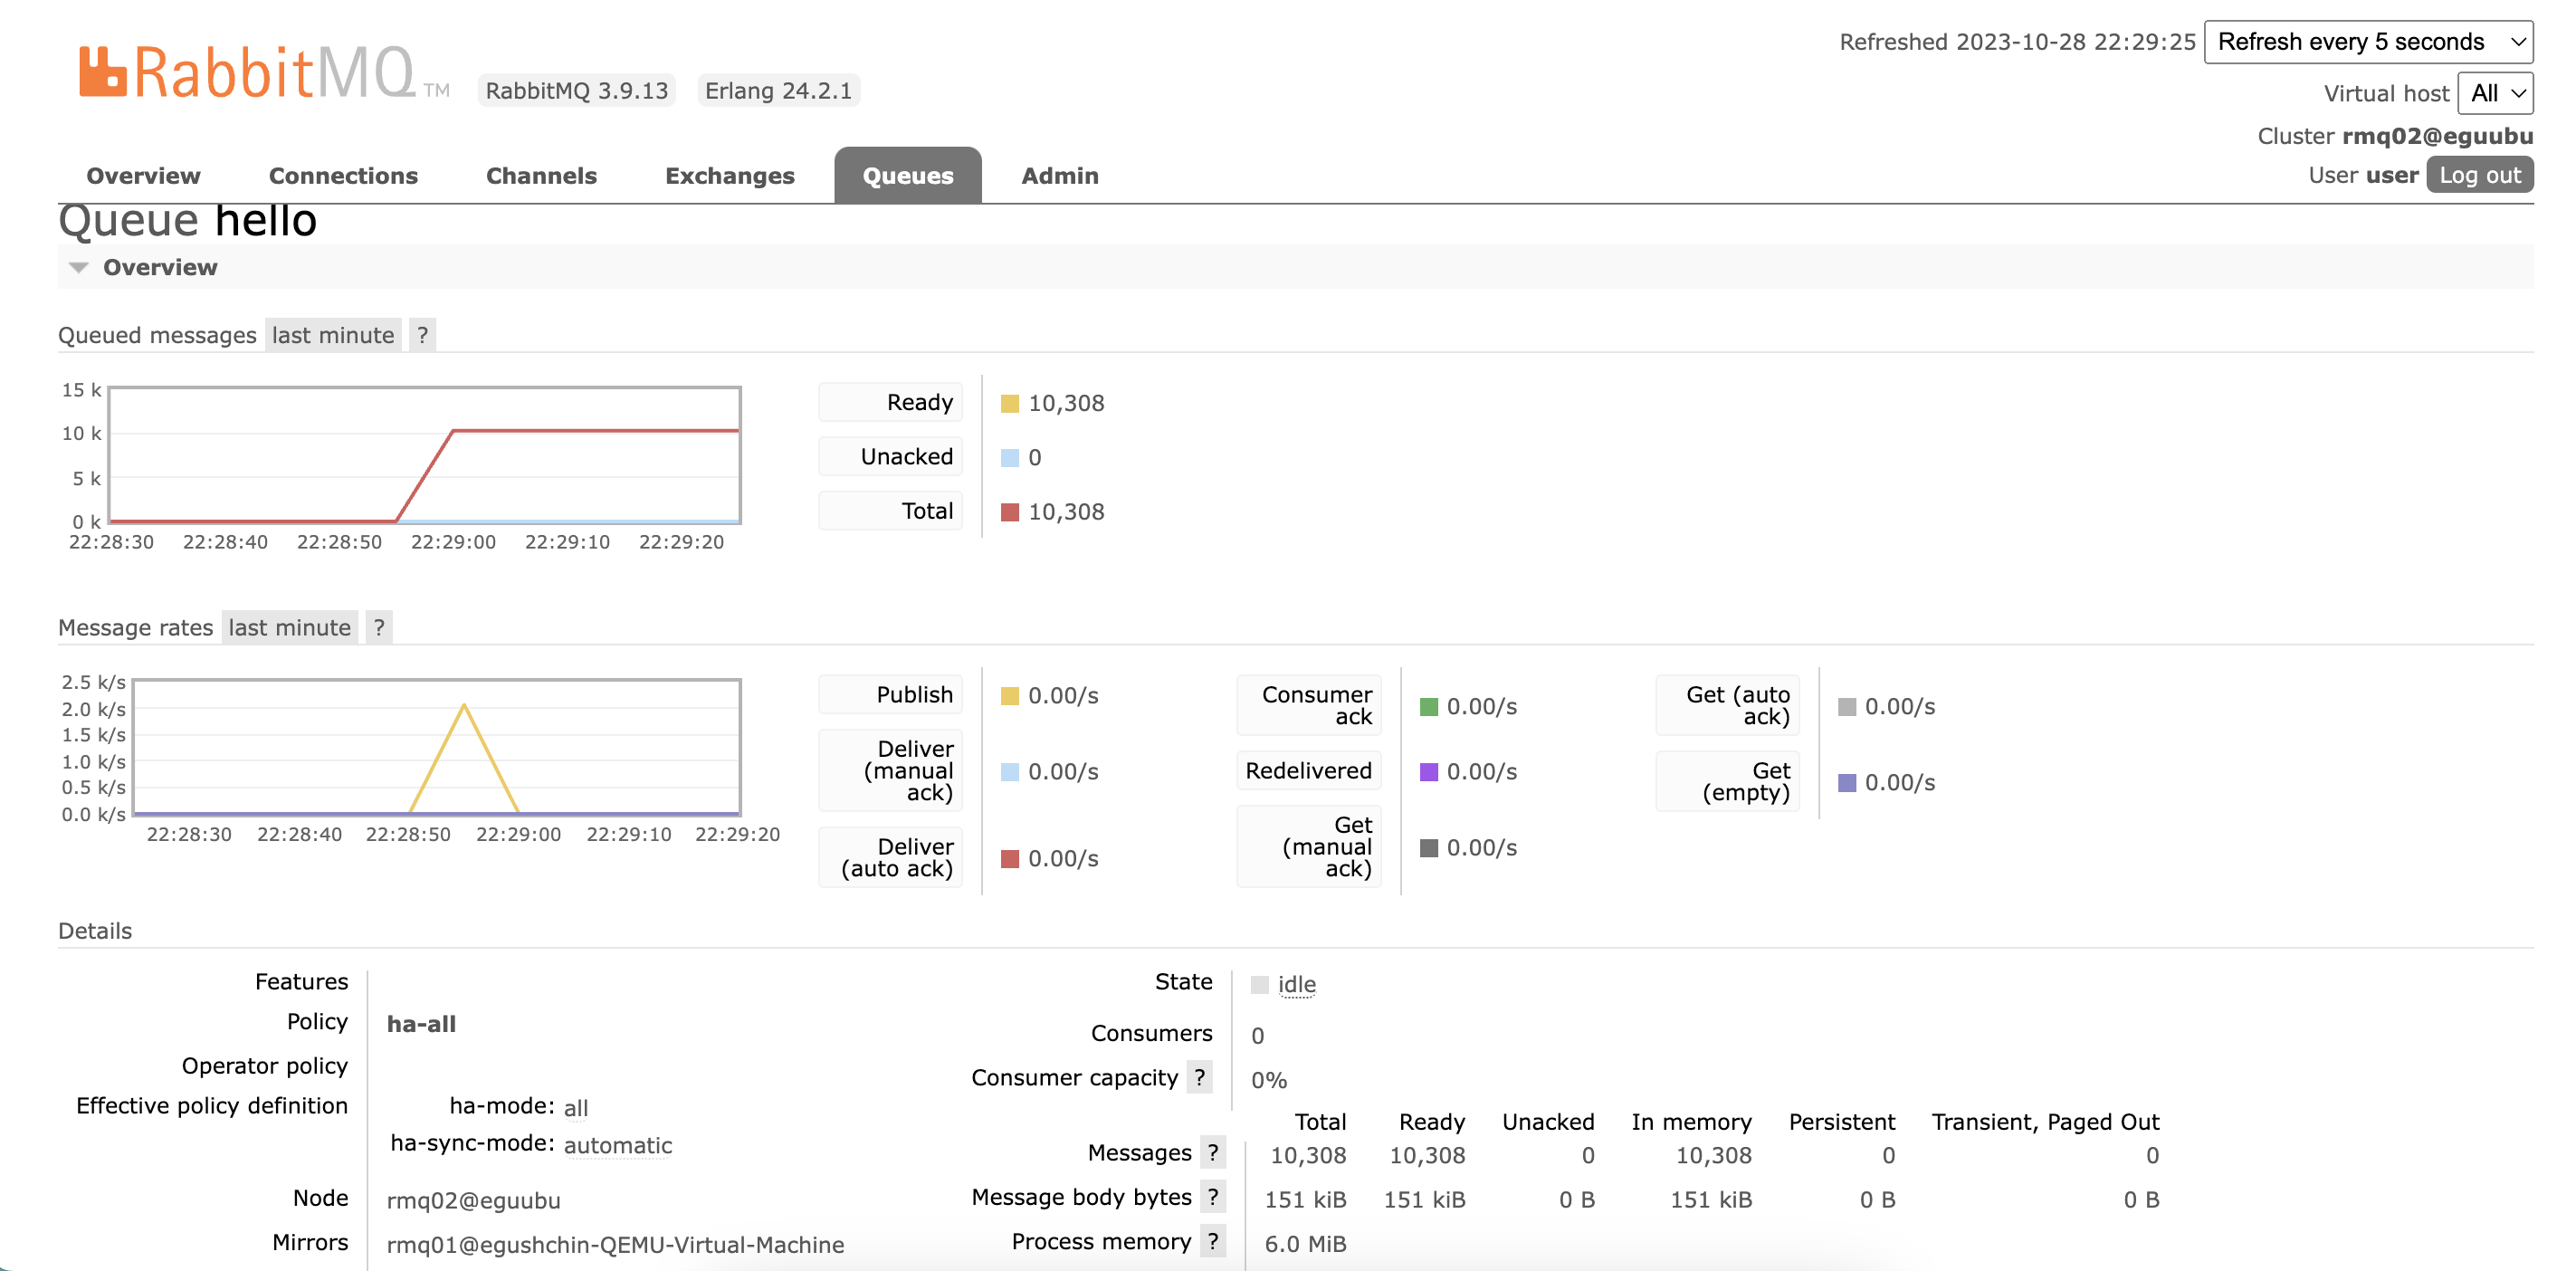 RabbitMQ TM RabbitMQ 3.9.13 Erlang 24.2.1
Refreshed 2023-10-28 22:29:25 Refresh every 5 seconds
Virtual host All
Cluster rmq02@eguubu
User user Log out
Overview Connections Channels Exchanges Queues Admin
Queue hello
Overview
Queued messages last minute ?
15 k
10 k
5 k
0 k
22:28:30 22:28:40 22:28:50 22:29:00 22:29:10 22:29:20
Ready 10,308
Unacked 0
Total 10,308
Message rates last minute ?
2.5 k/s
2.0 k/s
1.5 k/s
1.0 k/s
0.5 k/s
0.0 k/s
22:28:30 22:28:40 22:28:50 22:29:00 22:29:10 22:29:20
Publish 0.00/s
Deliver
(manual 0.00/s
ack)
Deliver
(auto ack) 0.00/s
Consumer
ack 0.00/s
Redelivered 0.00/s
Get
(manual 0.00/s
ack)
Get (auto
ack) 0.00/s
Get
(empty) 0.00/s
Details
Features
Policy ha-all
Operator policy
Effective policy definition ha-mode: all
ha-sync-mode: automatic
Node rmq02@eguubu
Mirrors rmq01@egushchin-QEMU-Virtual-Machine
State idle
Consumers 0
Consumer capacity ? 0%
Total Ready Unacked In memory Persistent Transient, Paged Out
Messages ? 10,308 10,308 0 10,308 0 0
Message body bytes ? 151 kiB 151 kiB 0 B 151 kiB 0 B 0 B
Process memory ? 6.0 MiB